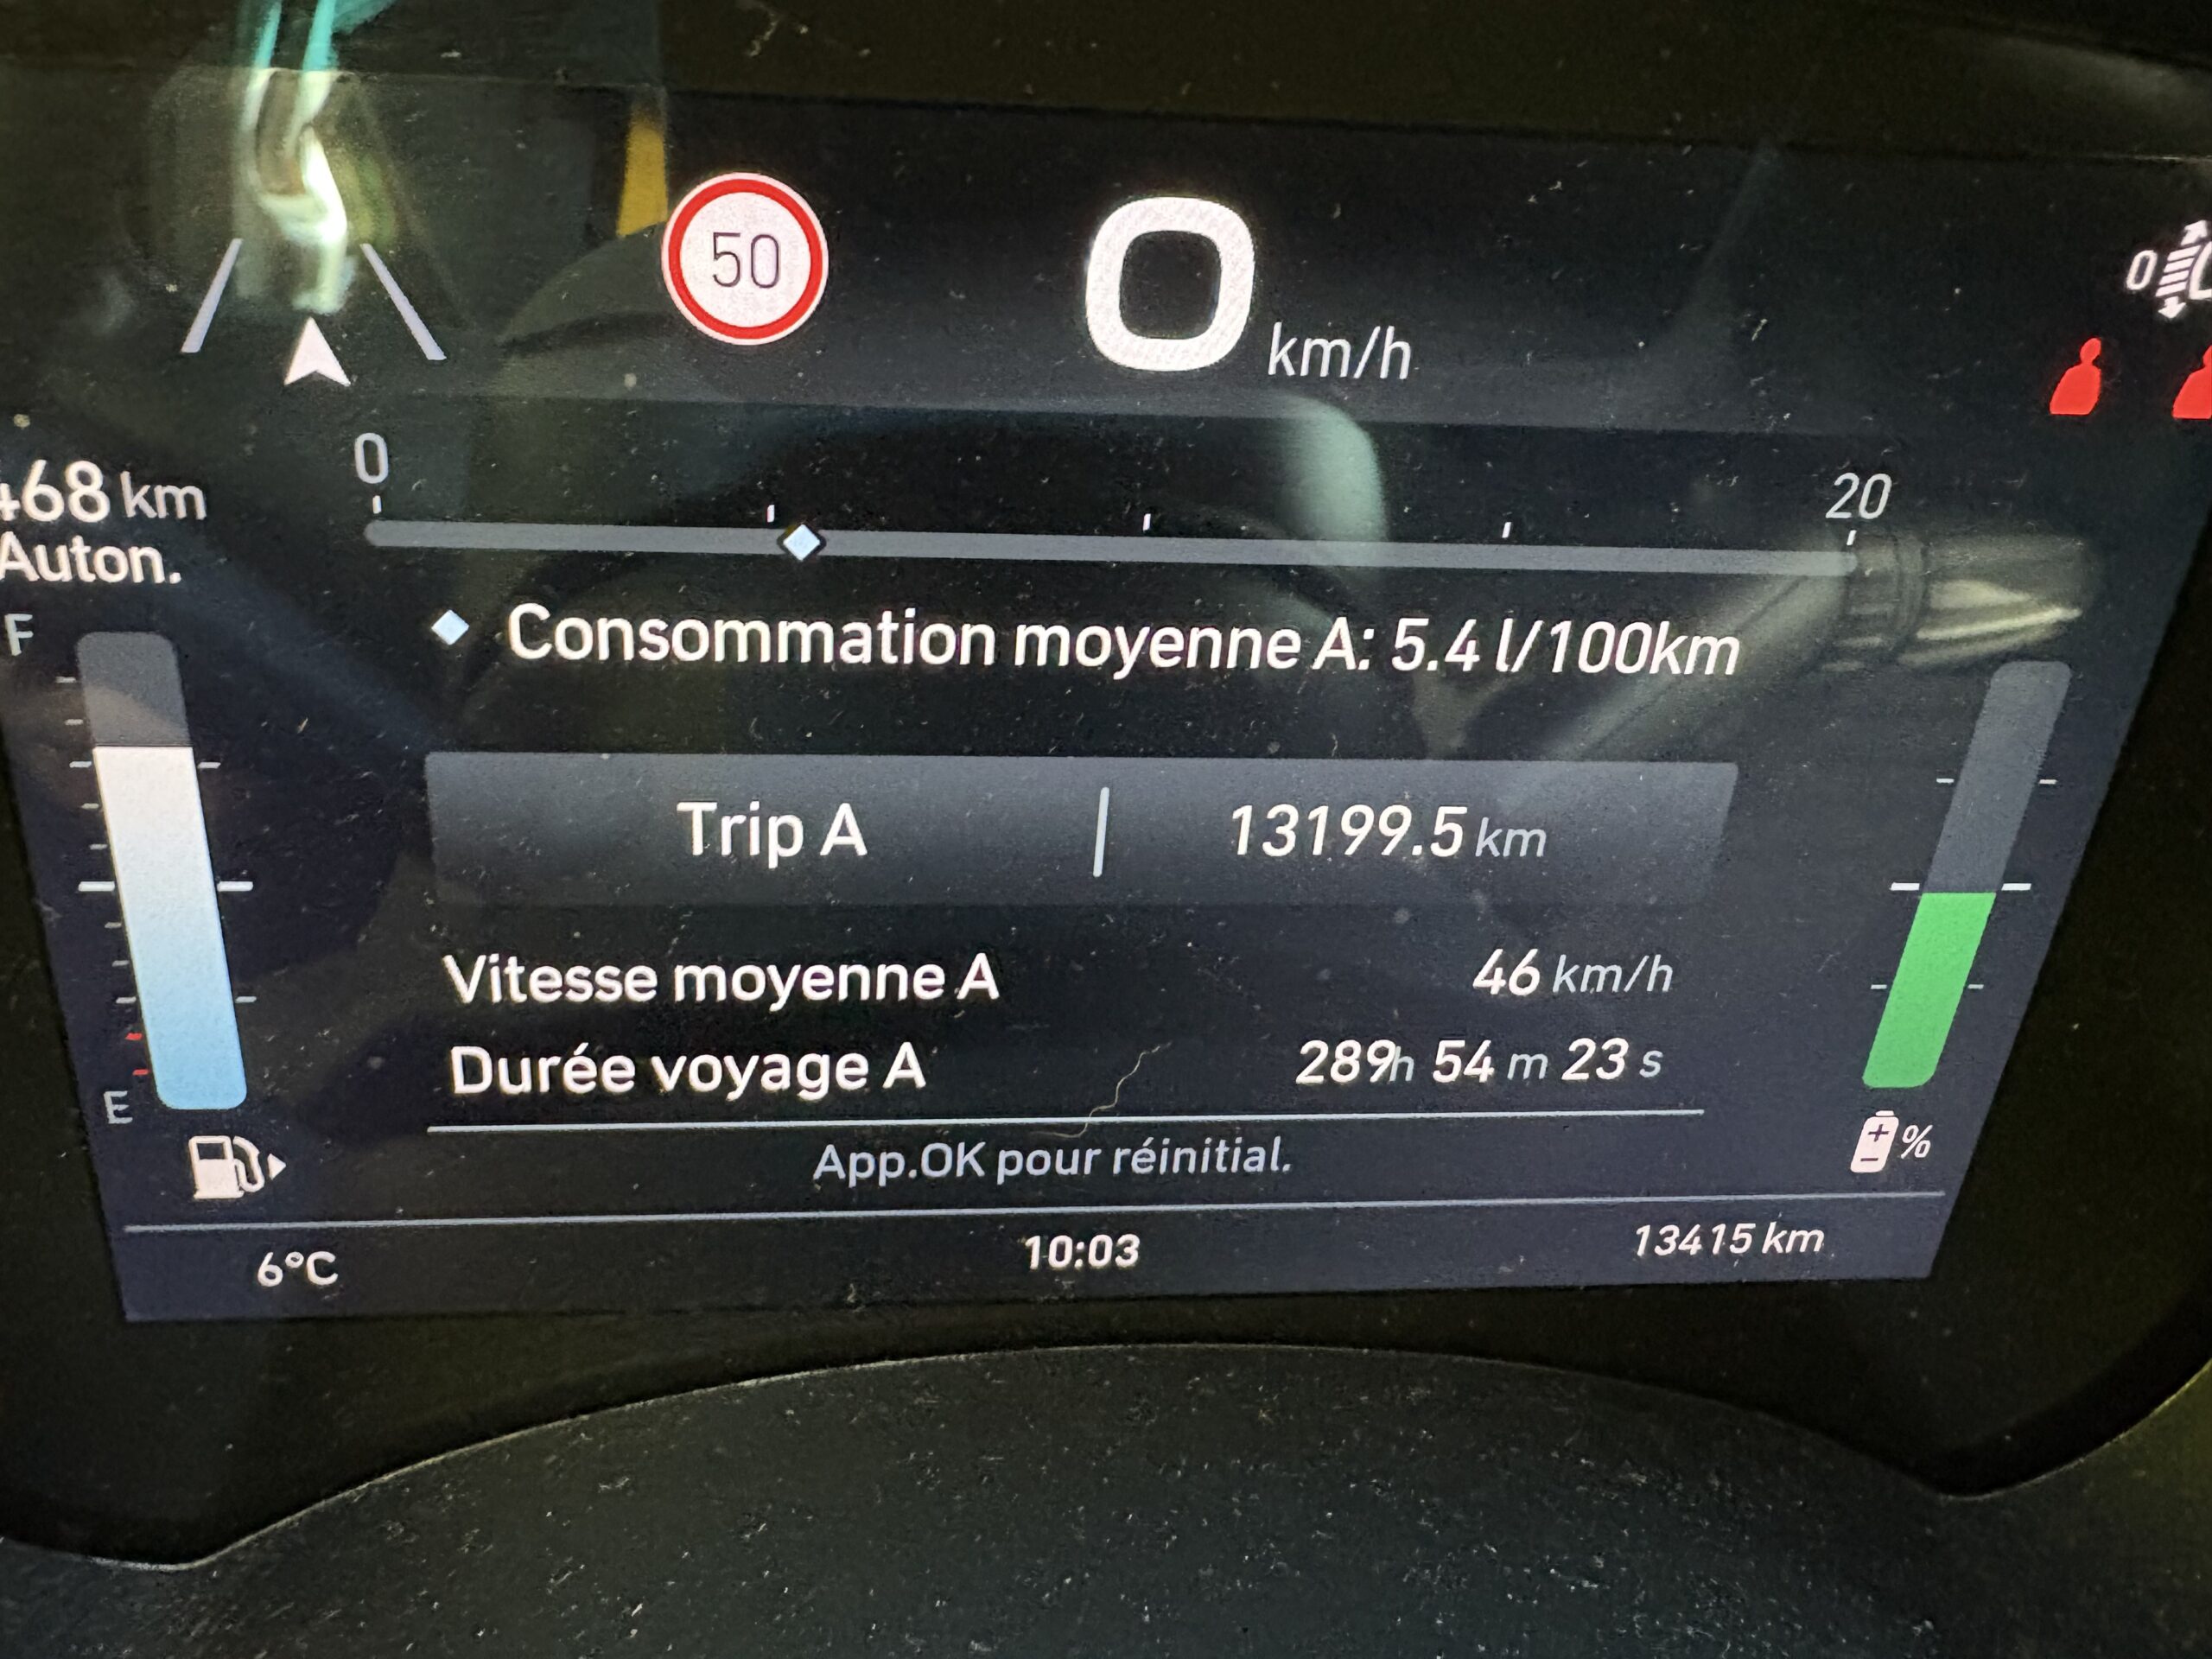 50
0 km/h
0
0
20
468 km
Auton.
F
Consommation moyenne A: 5.4 l/100km
Trip A | 13199.5 km
Vitesse moyenne A 46 km/h
Durée voyage A 289h 54 m 23 s
E
App.OK pour réinitial.
%
6°C 10:03 13415 km